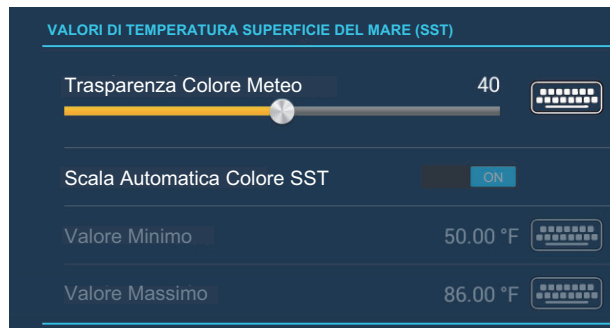 VALORI DI TEMPERATURA SUPERFICIE DEL MARE (SST)
Trasparenza Colore Meteo 40
Scala Automatica Colore SST ON
Valore Minimo 50.00 °F
Valore Massimo 86.00 °F